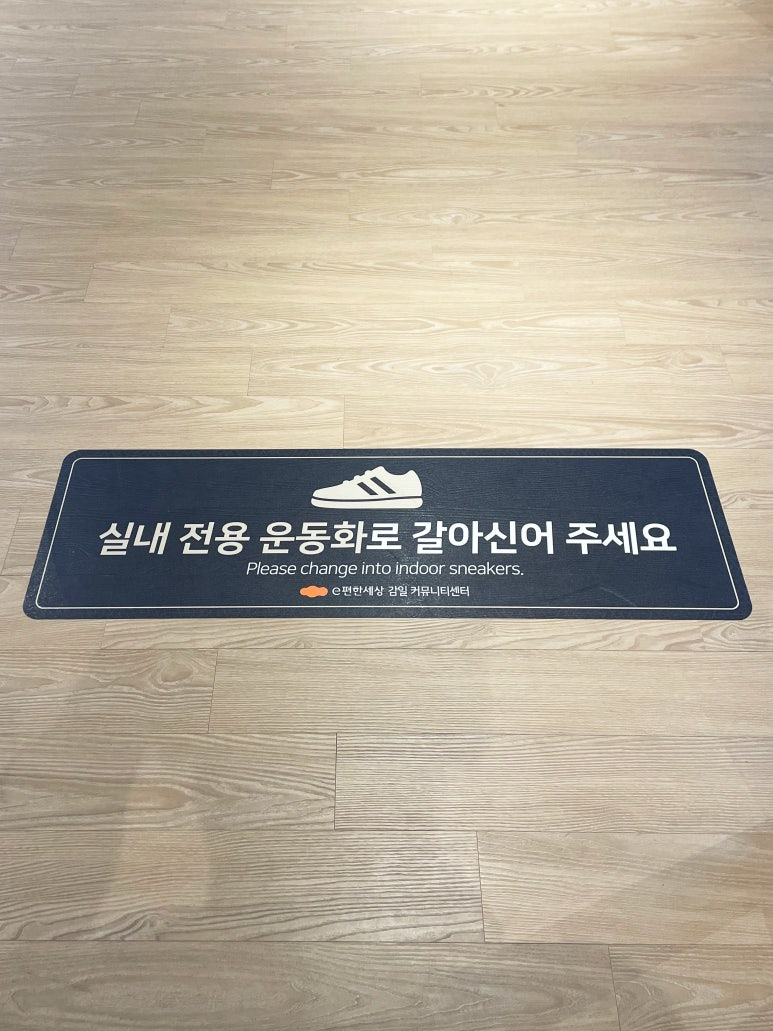 실내 전용 운동화로 갈아신어 주세요
Please change into indoor sneakers.
e편한세상 감일 커뮤니티센터